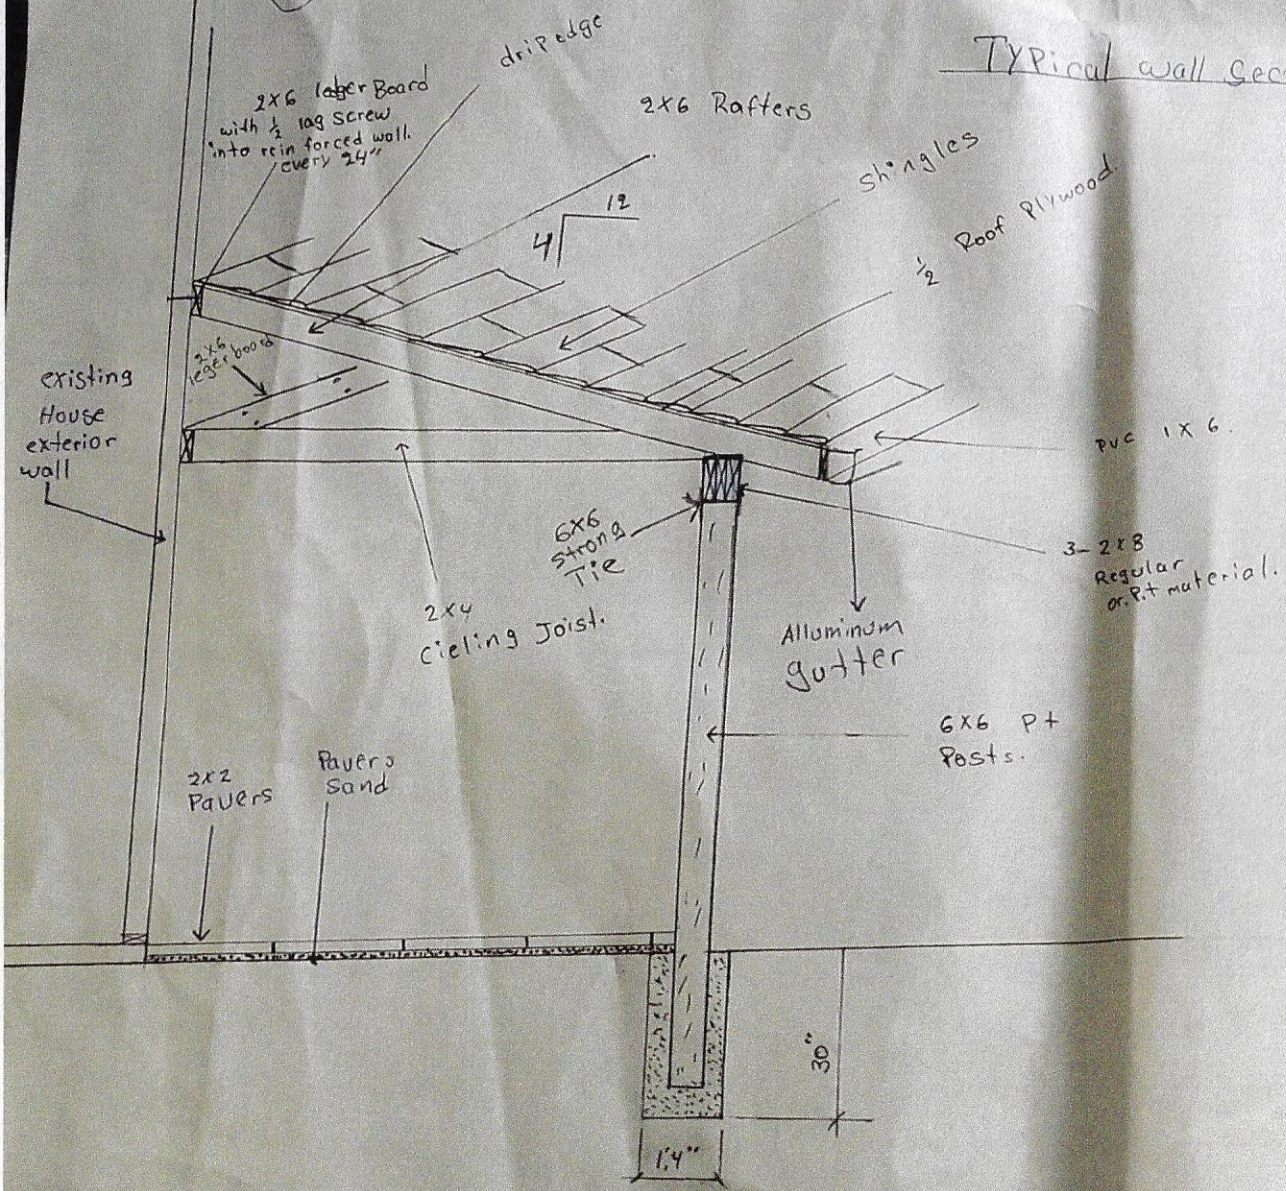 Typical wall Sec
dripedge
2x6 Rafters
2x6 leger Board
with ½ lag screw
into rein forced wall.
every 24"
shingles
½ Roof Plywood.
12
4
2x6
leger board
existing
House
exterior
wall
PVC 1x6.
6x6
Strong
Tie
3-2x8
Regular
or. P.t material.
2x4
Cieling Joist.
Alluminum
gutter
6x6 Pt
Posts.
2x2
Pavers
Pavers
Sand
30"
1'.4"